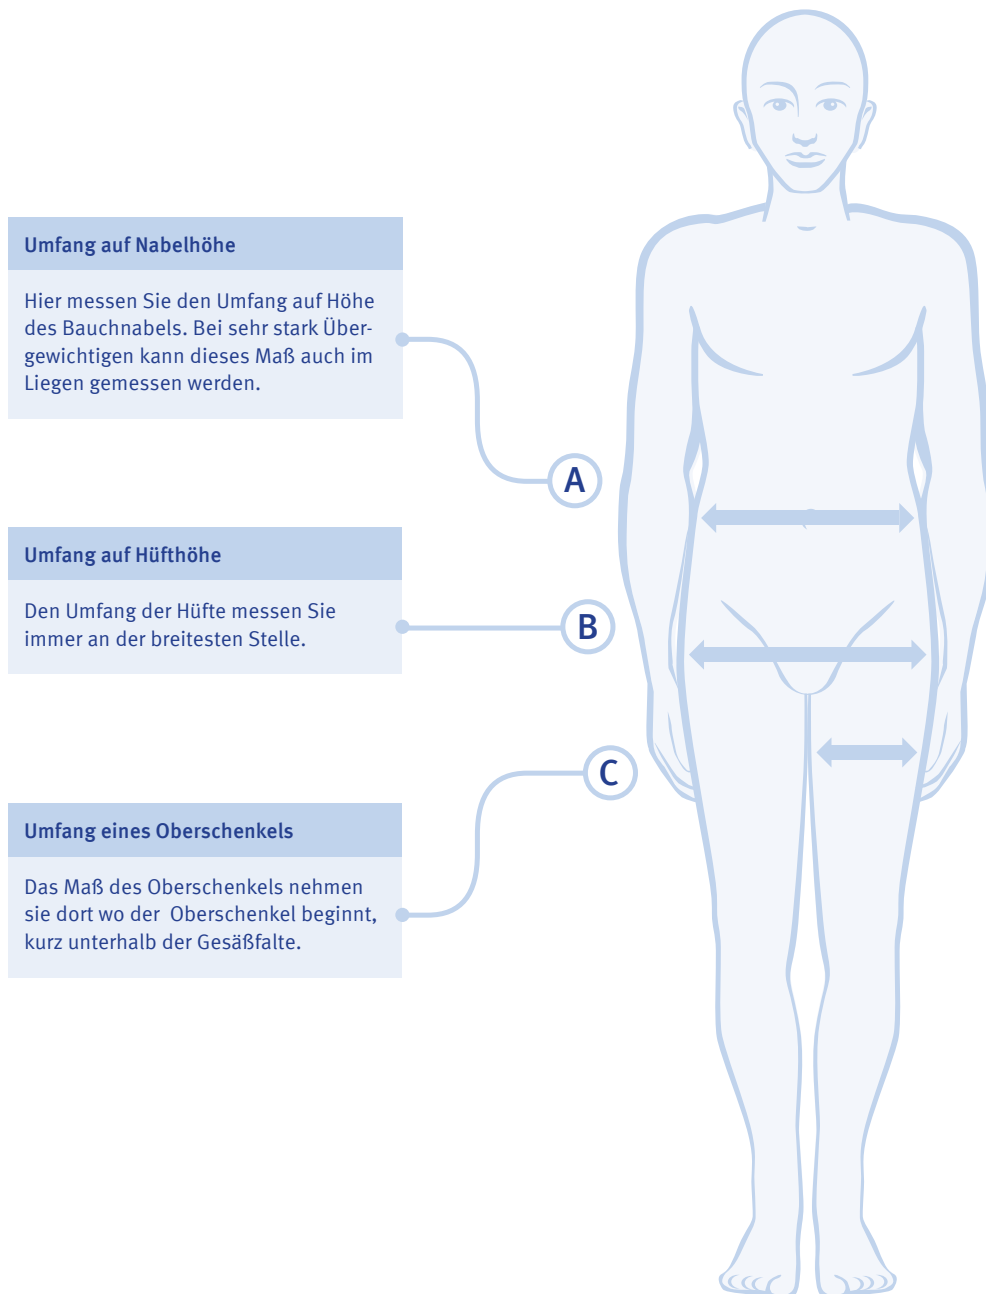 Umfang auf Nabelhöhe
Hier messen Sie den Umfang auf Höhe
des Bauchnabels. Bei sehr stark Über-
gewichtigen kann dieses Maß auch im
Liegen gemessen werden.
A
Umfang auf Hüfthöhe
Den Umfang der Hüfte messen Sie
immer an der breitesten Stelle.
B
C
Umfang eines Oberschenkels
Das Maß des Oberschenkels nehmen
sie dort wo der Oberschenkel beginnt,
kurz unterhalb der Gesäßfalte.